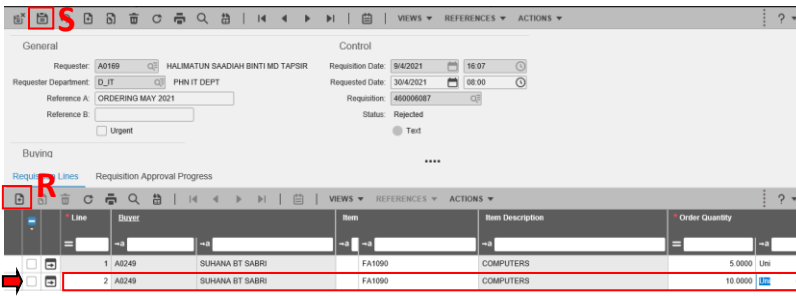 S
VIEWS REFERENCES ACTIONS ?
General Control
Requester: A0169 HALIMATUN SAADIAH BINTI MD TAPSIR Requisition Date: 9/4/2021 16:07
Requester Department: D_IT PHN IT DEPT Requested Date: 30/4/2021 08:00
Reference A: ORDERING MAY 2021 Requisition: 460006087
Reference B: Status: Rejected
Urgent Text
Buying
Requisition Lines Requisition Approval Progress
R
VIEWS REFERENCES ACTIONS ?
* Line Buyer Item Item Description * Order Quantity
= →a →a →a →a = →a
1 A0249 SUHANA BT SABRI FA1090 COMPUTERS 5.0000 Uni
2 A0249 SUHANA BT SABRI FA1090 COMPUTERS 10.0000 Uni